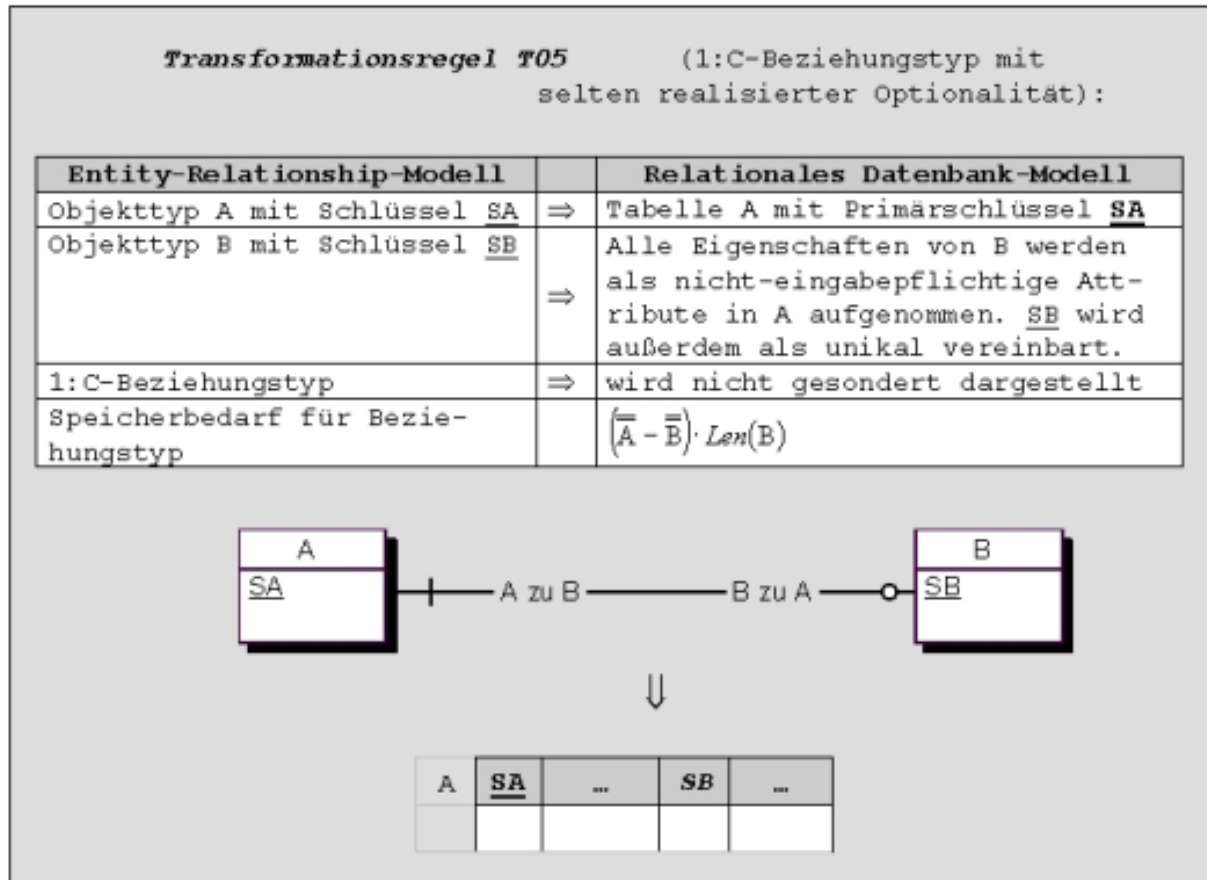 Transformationsregel T05 (1:C-Beziehungstyp mit
selten realisierter Optionalität):
Entity-Relationship-Modell Relationales Datenbank-Modell
Objekttyp A mit Schlüssel SA ⇒ Tabelle A mit Primärschlüssel SA
Objekttyp B mit Schlüssel SB ⇒ Alle Eigenschaften von B werden
als nicht-eingabepflichtige Att-
ribute in A aufgenommen. SB wird
außerdem als unikal vereinbart.
1:C-Beziehungstyp ⇒ wird nicht gesondert dargestellt
Speicherbedarf für Bezie-
hungstyp
(A̿ - B̿)· Len(B)
A
SA
A zu B B zu A
B
SB
⇓
A SA … SB …